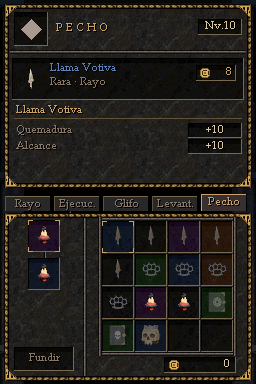 PECHO
Nv.10
Llama Votiva
8
Rara · Rayo
Llama Votiva
Quemadura +10
Alcance +10
Rayo Ejecuc. Glifo Levant. Pecho
Fundir
0